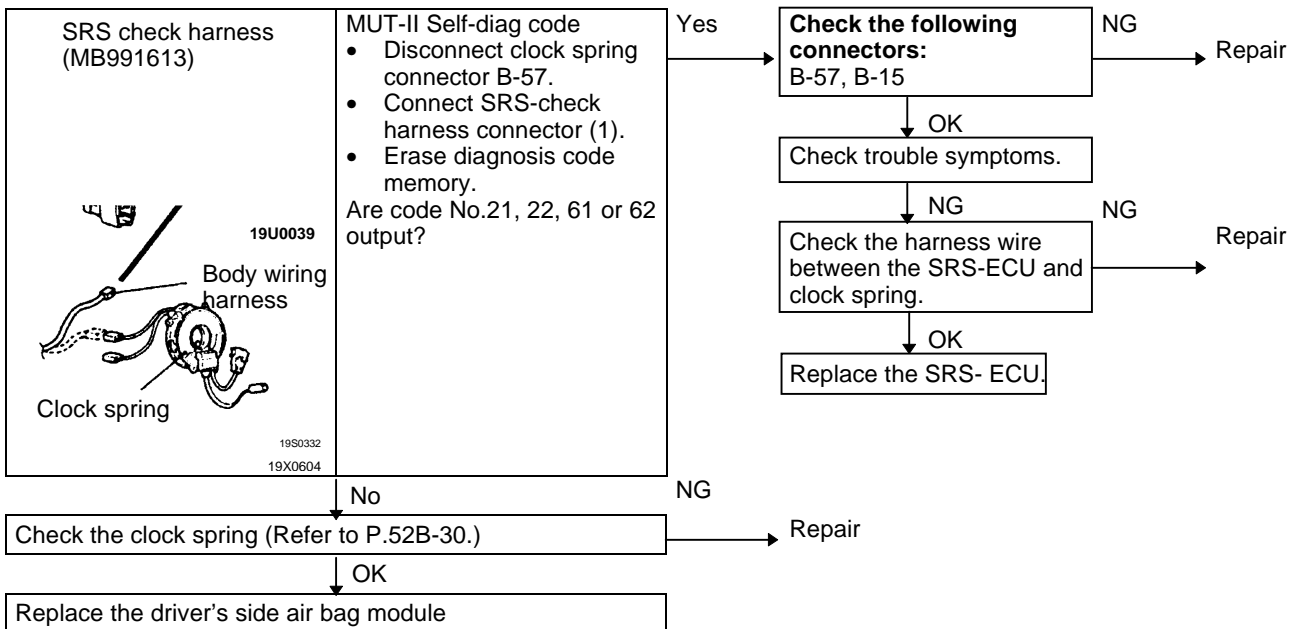 SRS check harness
(MB991613)
19U0039
Body wiring
harness
Clock spring
19S0332
19X0604
MUT-II Self-diag code
• Disconnect clock spring
connector B-57.
• Connect SRS-check
harness connector (1).
• Erase diagnosis code
memory.
Are code No.21, 22, 61 or 62
output?
Yes
Check the following
connectors:
B-57, B-15
NG
Repair
OK
Check trouble symptoms.
NG
Check the harness wire
between the SRS-ECU and
clock spring.
NG
Repair
OK
Replace the SRS- ECU.
No
Check the clock spring (Refer to P.52B-30.)
NG
Repair
OK
Replace the driver's side air bag module